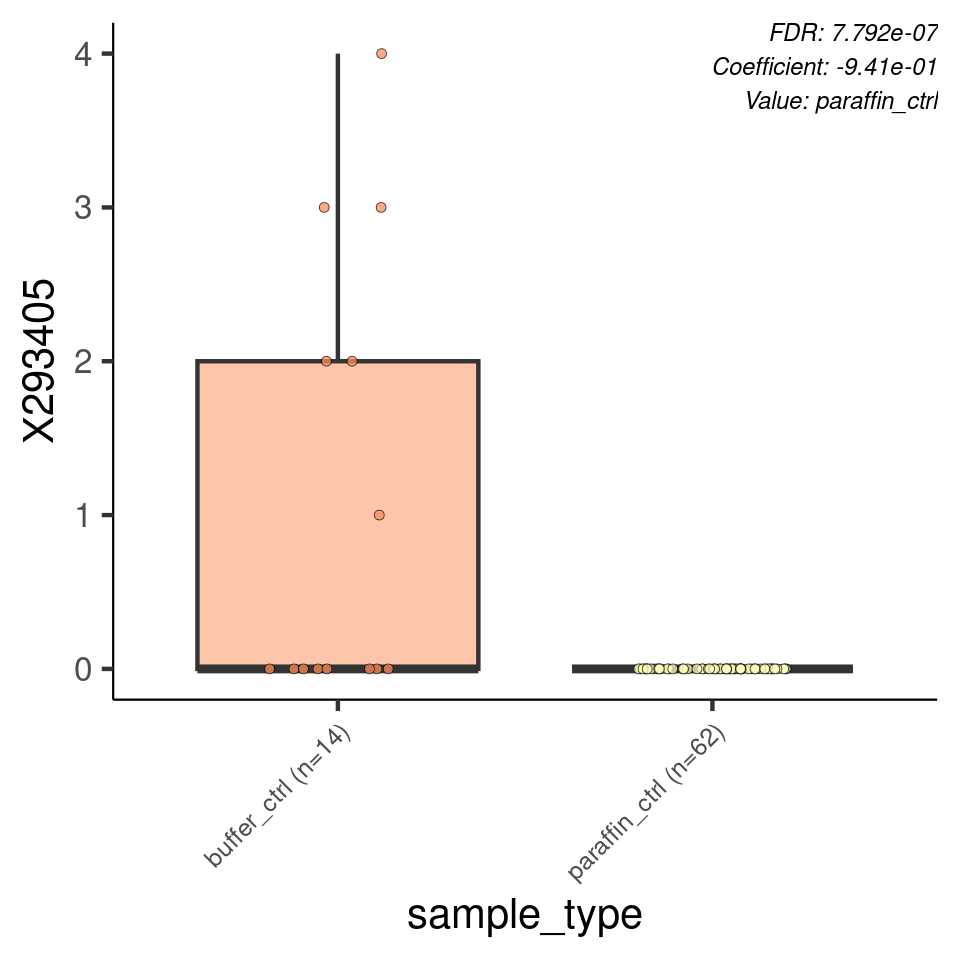 FDR: 7.792e-07
Coefficient: -9.41e-01
Value: paraffin_ctrl
4
3
2
1
0
X293405
buffer_ctrl (n=14)
paraffin_ctrl (n=62)
sample_type